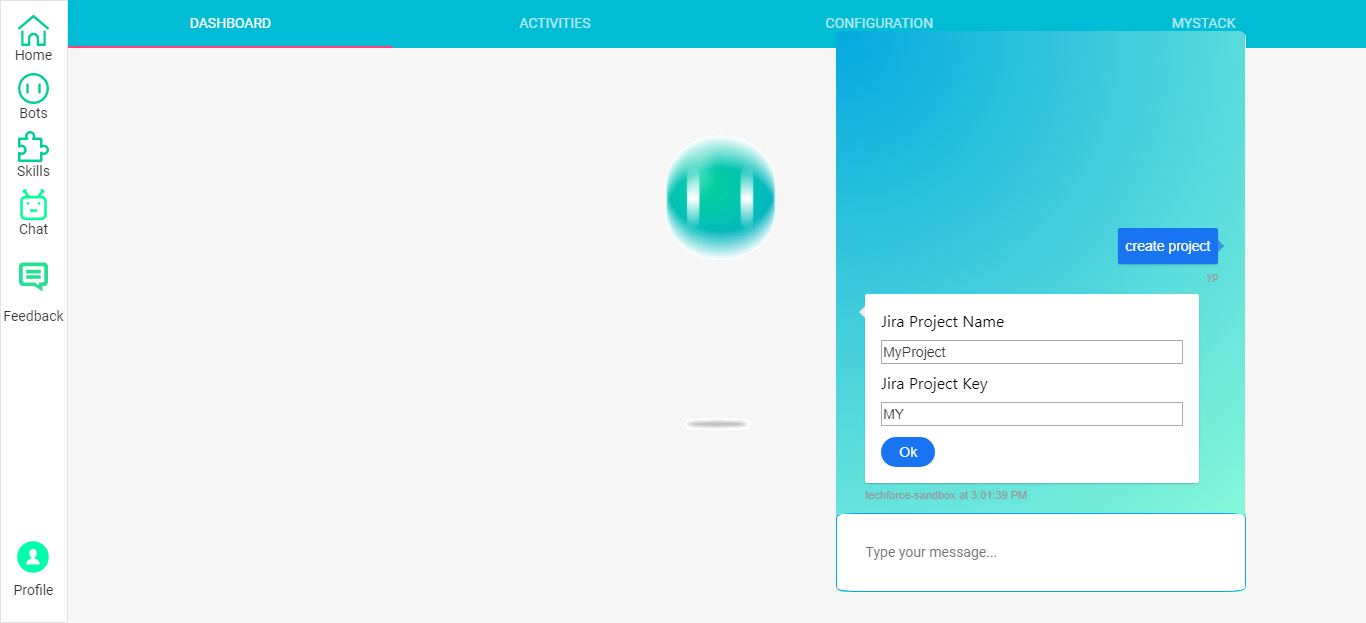 DASHBOARD
ACTIVITIES
CONFIGURATION
MYSTACK
Home
Bots
Skills
Chat
Feedback
Profile
create project
yp
Jira Project Name
MyProject
Jira Project Key
MY
Ok
techforce-sandbox at 3:01:39 PM
Type your message...